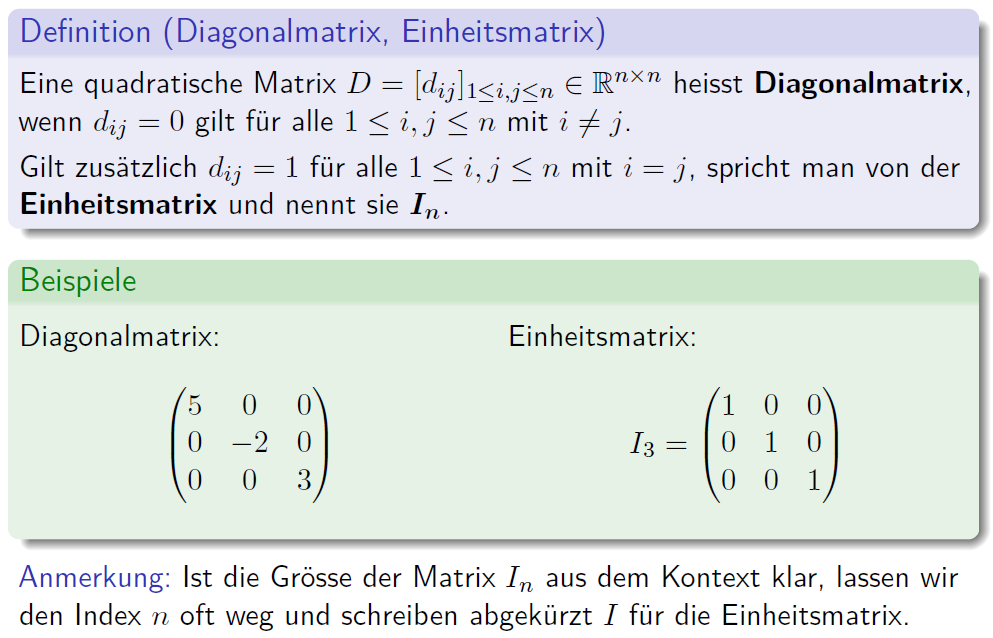 Definition (Diagonalmatrix, Einheitsmatrix)
Eine quadratische Matrix $D = [d_{ij}]_{1 \leq i,j \leq n} \in \mathbb{R}^{n \times n}$ heisst **Diagonalmatrix**,
wenn $d_{ij} = 0$ gilt für alle $1 \leq i, j \leq n$ mit $i \neq j$.
Gilt zusätzlich $d_{ij} = 1$ für alle $1 \leq i, j \leq n$ mit $i = j$, spricht man von der
**Einheitsmatrix** und nennt sie $\boldsymbol{I_n}$.
Beispiele
Diagonalmatrix: Einheitsmatrix:
$\begin{pmatrix} 5 & 0 & 0 \\ 0 & -2 & 0 \\ 0 & 0 & 3 \end{pmatrix}$ $I_3 = \begin{pmatrix} 1 & 0 & 0 \\ 0 & 1 & 0 \\ 0 & 0 & 1 \end{pmatrix}$
Anmerkung: Ist die Grösse der Matrix $I_n$ aus dem Kontext klar, lassen wir
den Index $n$ oft weg und schreiben abgekürzt $I$ für die Einheitsmatrix.